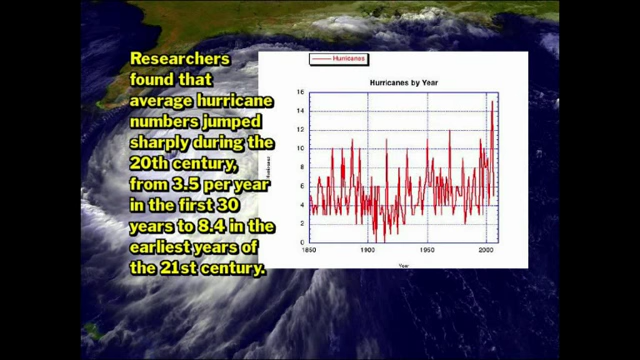 Researchers
found that
average hurricane
numbers jumped
sharply during the
20th century,
from 3.5 per year
in the first 30
years to 8.4 in the
earliest years of
the 21st century.
Hurricanes
Hurricanes by Year
16
14
12
10
8
6
4
2
0
1850
1900
1950
2000
Year